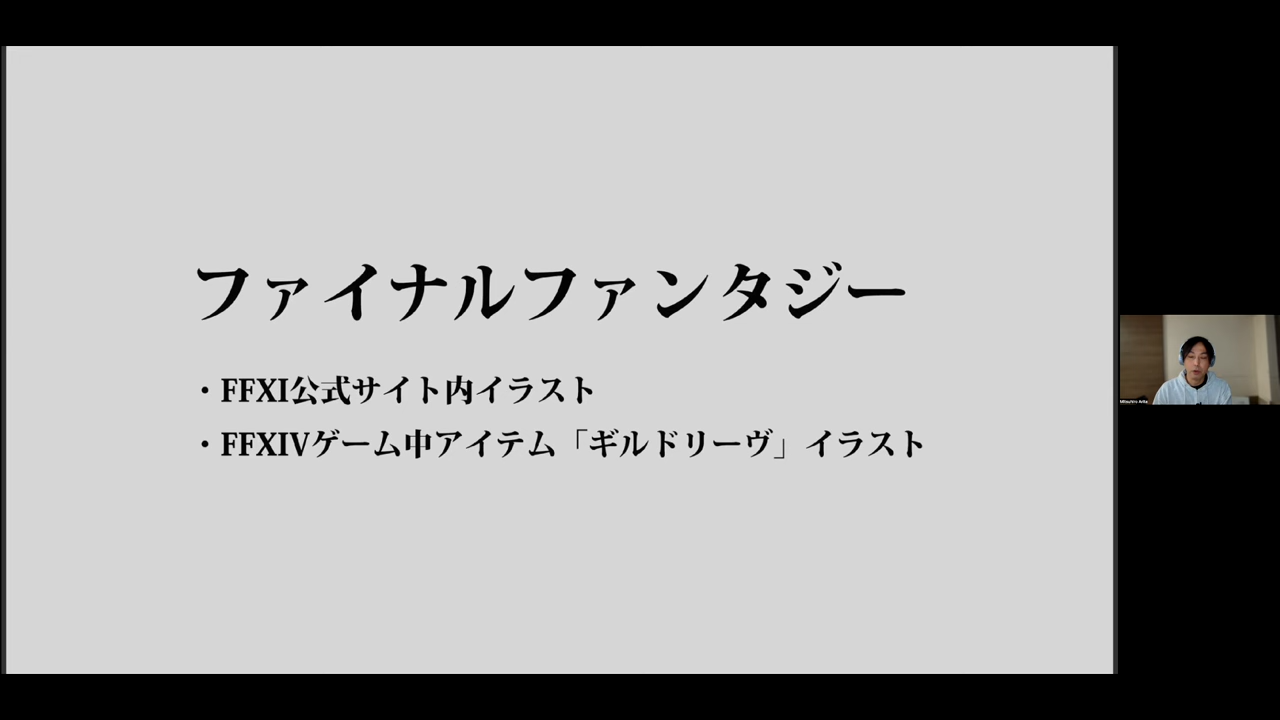 ファイナルファンタジー
・FFXI公式サイト内イラスト
・FFXIVゲーム中アイテム「ギルドリーヴ」イラスト
Mitsuhiro Arita